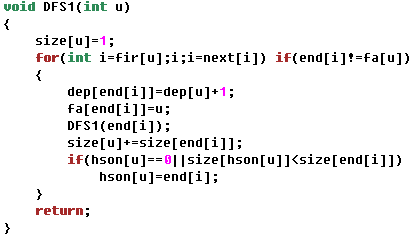 void DFS1(int u)
{
    size[u]=1;
    for(int i=fir[u];i;i=next[i]) if(end[i]!=fa[u])
    {
        dep[end[i]]=dep[u]+1;
        fa[end[i]]=u;
        DFS1(end[i]);
        size[u]+=size[end[i]];
        if(hson[u]==0||size[hson[u]]<size[end[i]])
            hson[u]=end[i];
    }
    return;
}